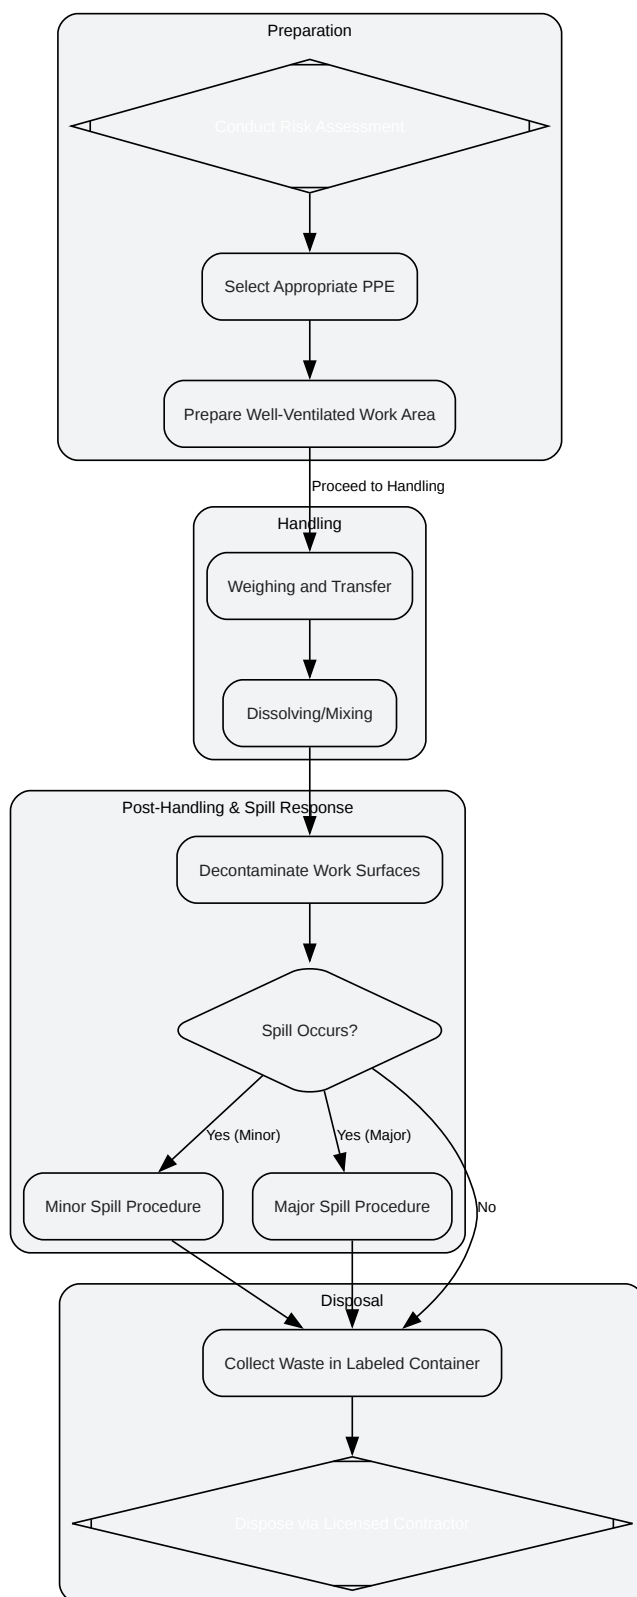 Preparation
Conduct Risk Assessment
Select Appropriate PPE
Prepare Well-Ventilated Work Area
Proceed to Handling
Handling
Weighing and Transfer
Dissolving/Mixing
Post-Handling & Spill Response
Decontaminate Work Surfaces
Spill Occurs?
Yes (Minor)
Yes (Major)
Minor Spill Procedure
Major Spill Procedure
No
Disposal
Collect Waste in Labeled Container
Dispose via Licensed Contractor